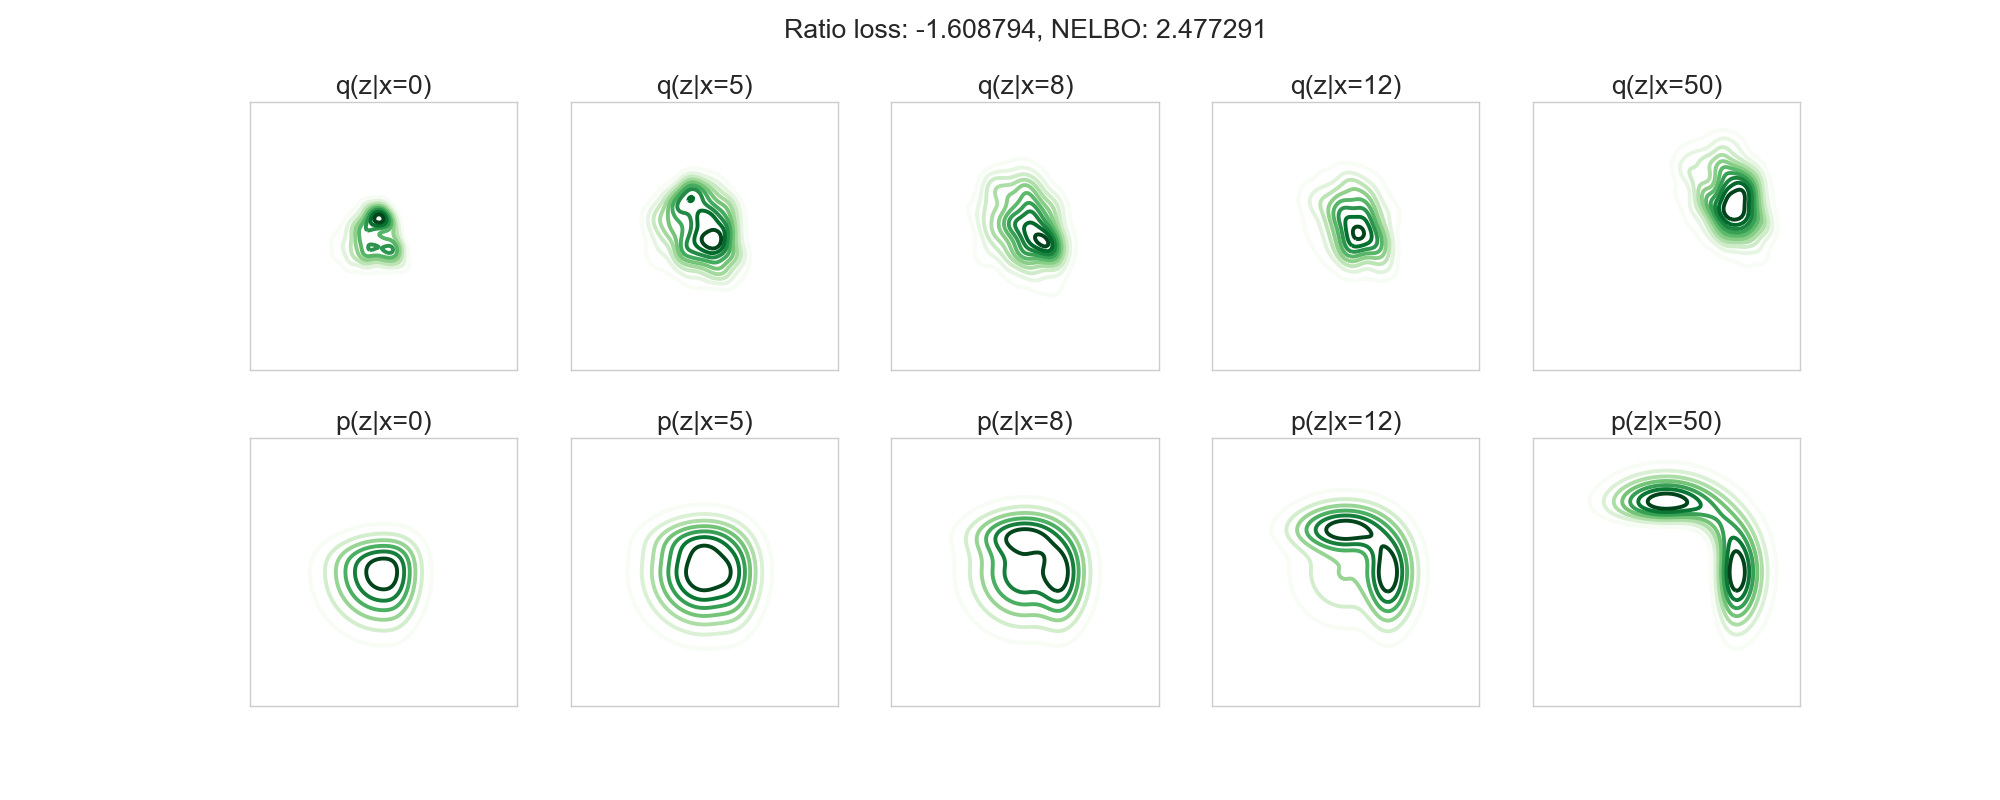 Ratio loss: -1.608794, NELBO: 2.477291
q(z|x=0) q(z|x=5) q(z|x=8) q(z|x=12) q(z|x=50)
p(z|x=0) p(z|x=5) p(z|x=8) p(z|x=12) p(z|x=50)